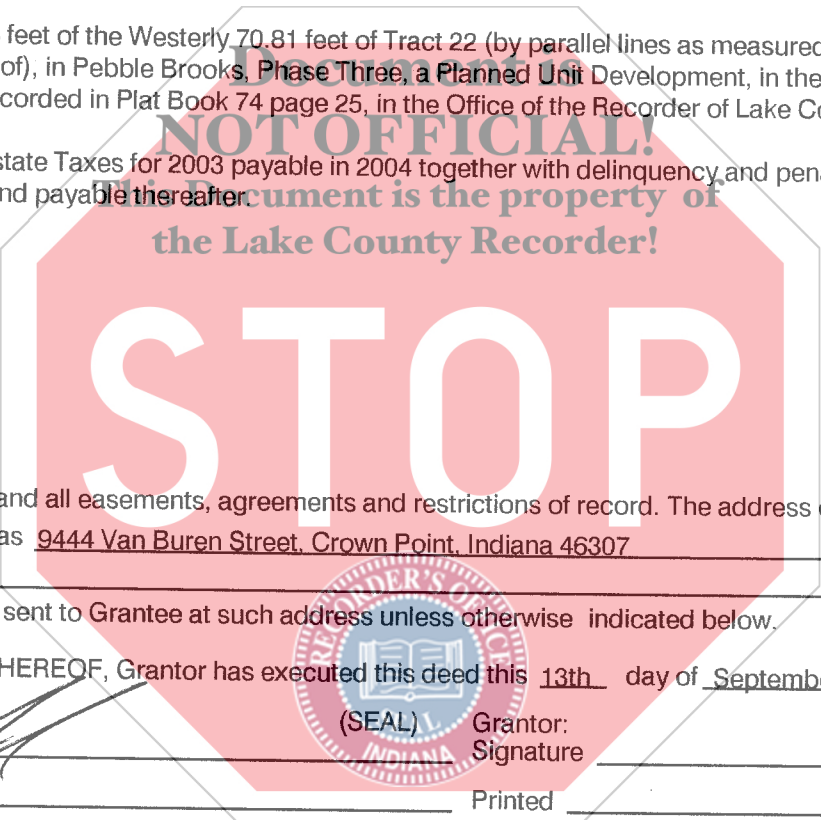 feet of the Westerly 70.81 feet of Tract 22 (by parallel lines as measured
of), in Pebble Brooks, Phase Three, a Planned Unit Development, in the
corded in Plat Book 74 page 25, in the Office of the Recorder of Lake Co
Document is
NOT OFFICIAL!
state Taxes for 2003 payable in 2004 together with delinquency and pen
nd payable thereafter.
This Document is the property of
the Lake County Recorder!
STOP
and all easements, agreements and restrictions of record. The address
as 9444 Van Buren Street, Crown Point, Indiana 46307
sent to Grantee at such address unless otherwise indicated below.
HEREOF, Grantor has executed this deed this 13th day of Septembe
(SEAL) Grantor:
Signature
Printed
RECORDER'S OFFICE
SEAL
INDIANA